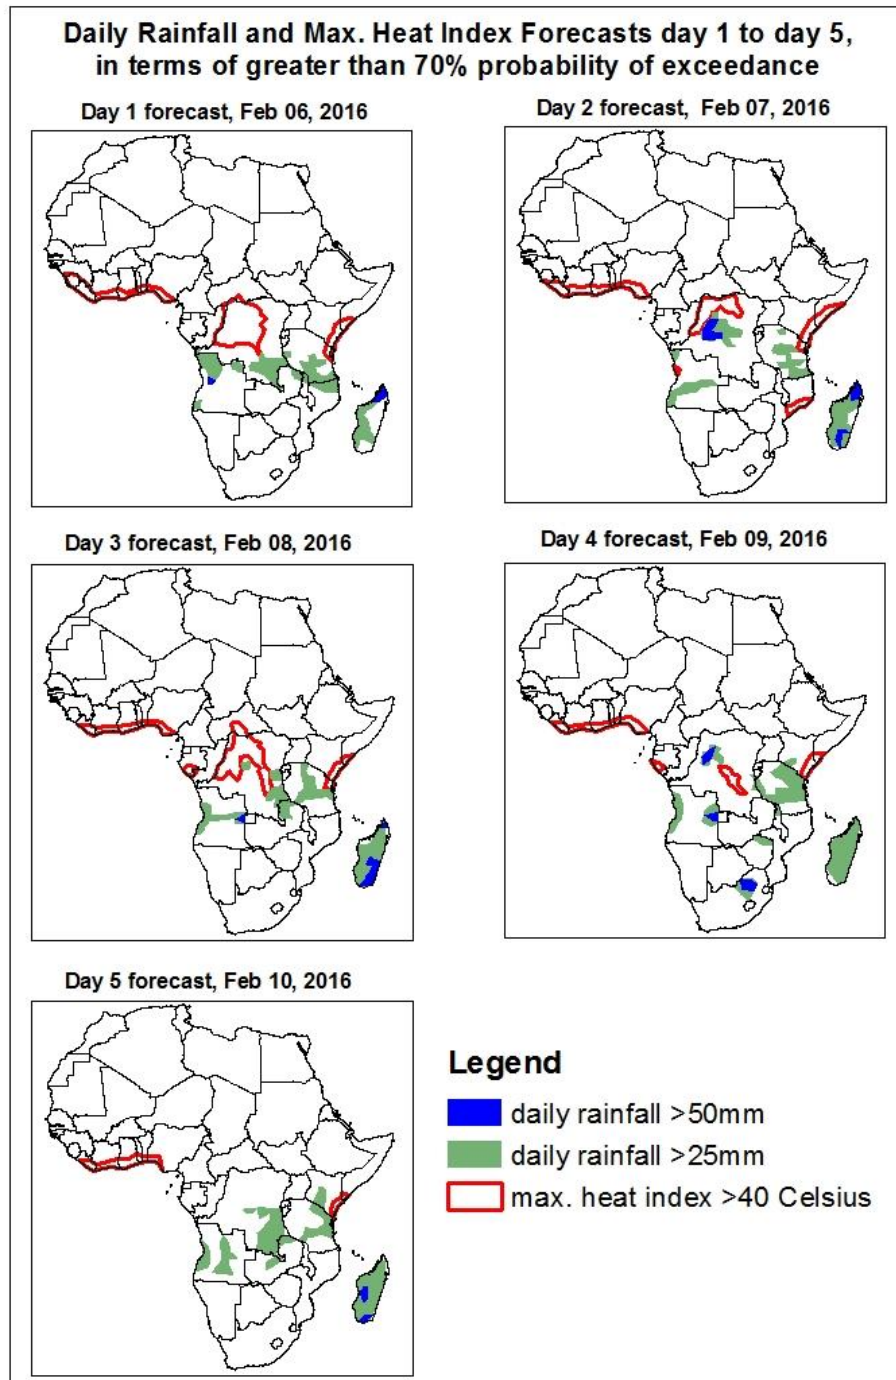 Daily Rainfall and Max. Heat Index Forecasts day 1 to day 5,
in terms of greater than 70% probability of exceedance
Day 1 forecast, Feb 06, 2016
Day 2 forecast, Feb 07, 2016
Day 3 forecast, Feb 08, 2016
Day 4 forecast, Feb 09, 2016
Day 5 forecast, Feb 10, 2016
Legend
daily rainfall >50mm
daily rainfall >25mm
max. heat index >40 Celsius